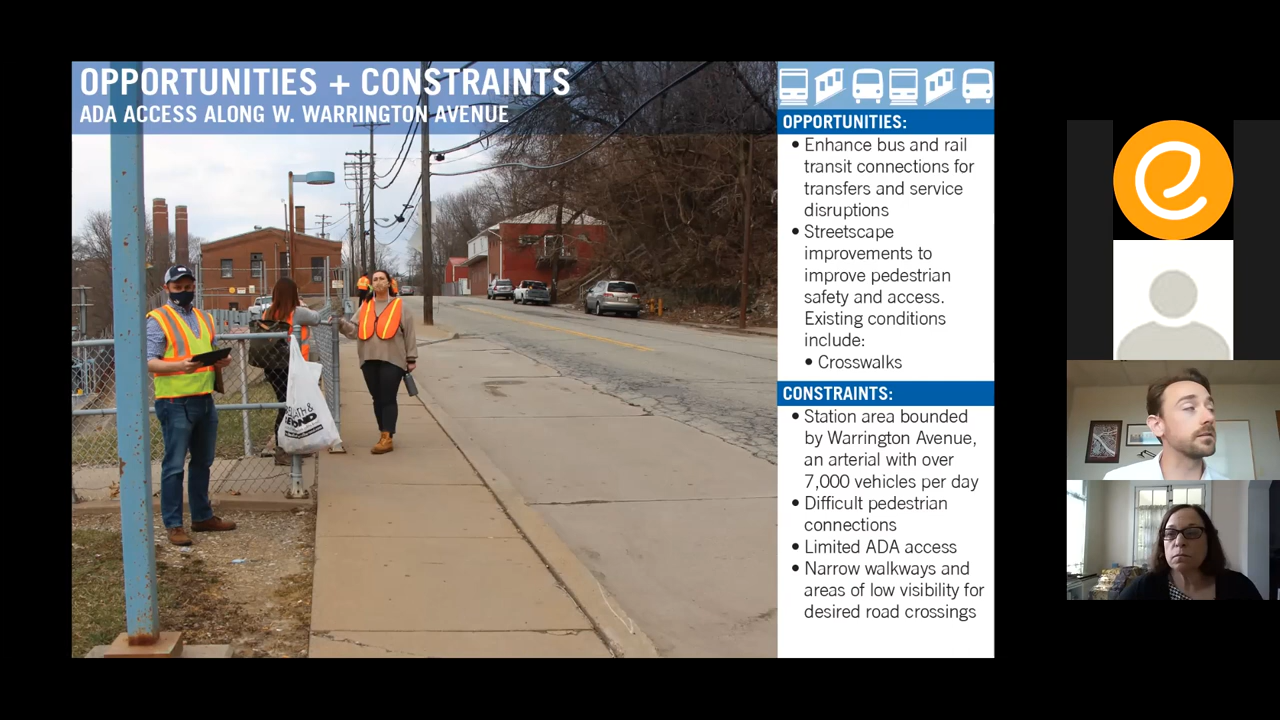 OPPORTUNITIES + CONSTRAINTS
ADA ACCESS ALONG W. WARRINGTON AVENUE
OPPORTUNITIES:
• Enhance bus and rail
transit connections for
transfers and service
disruptions
• Streetscape
improvements to
improve pedestrian
safety and access.
Existing conditions
include:
• Crosswalks
CONSTRAINTS:
• Station area bounded
by Warrington Avenue,
an arterial with over
7,000 vehicles per day
• Difficult pedestrian
connections
• Limited ADA access
• Narrow walkways and
areas of low visibility for
desired road crossings